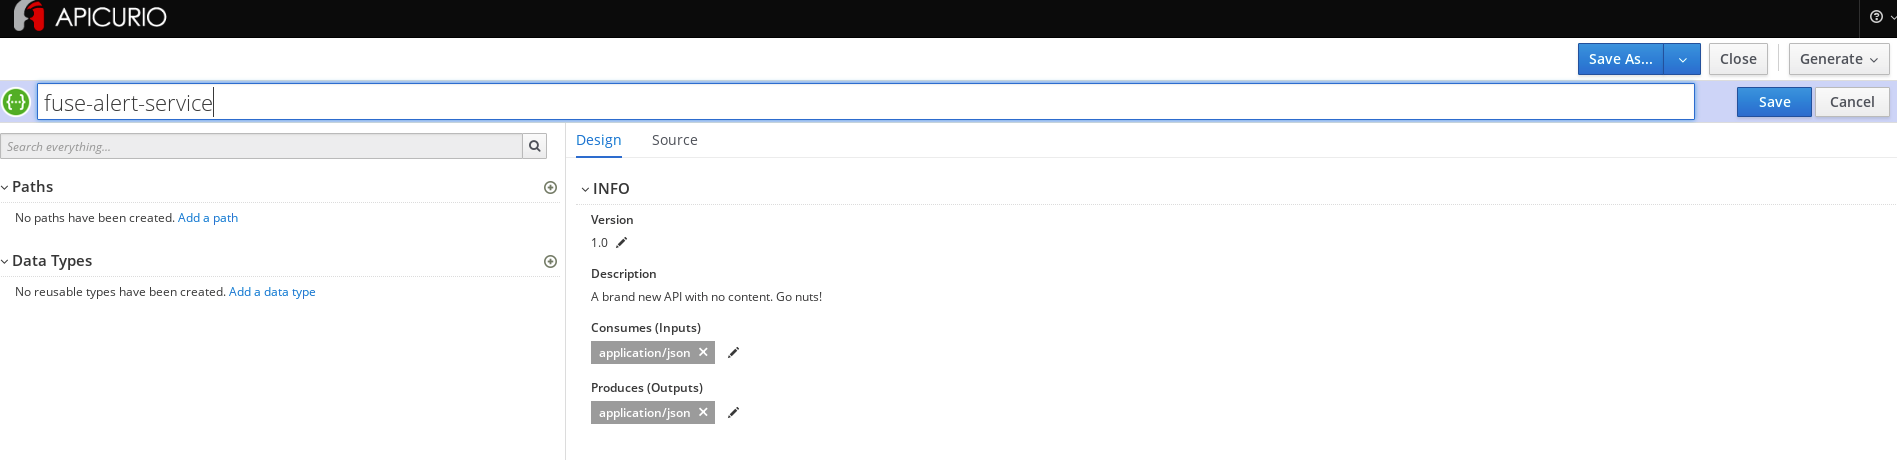 APICURIO
Save As...
Close
Generate
{...}
fuse-alert-service
Save
Cancel
Search everything...
Design
Source
Paths
No paths have been created. Add a path
Data Types
No reusable types have been created. Add a data type
INFO
Version
1.0
Description
A brand new API with no content. Go nuts!
Consumes (Inputs)
application/json
Produces (Outputs)
application/json